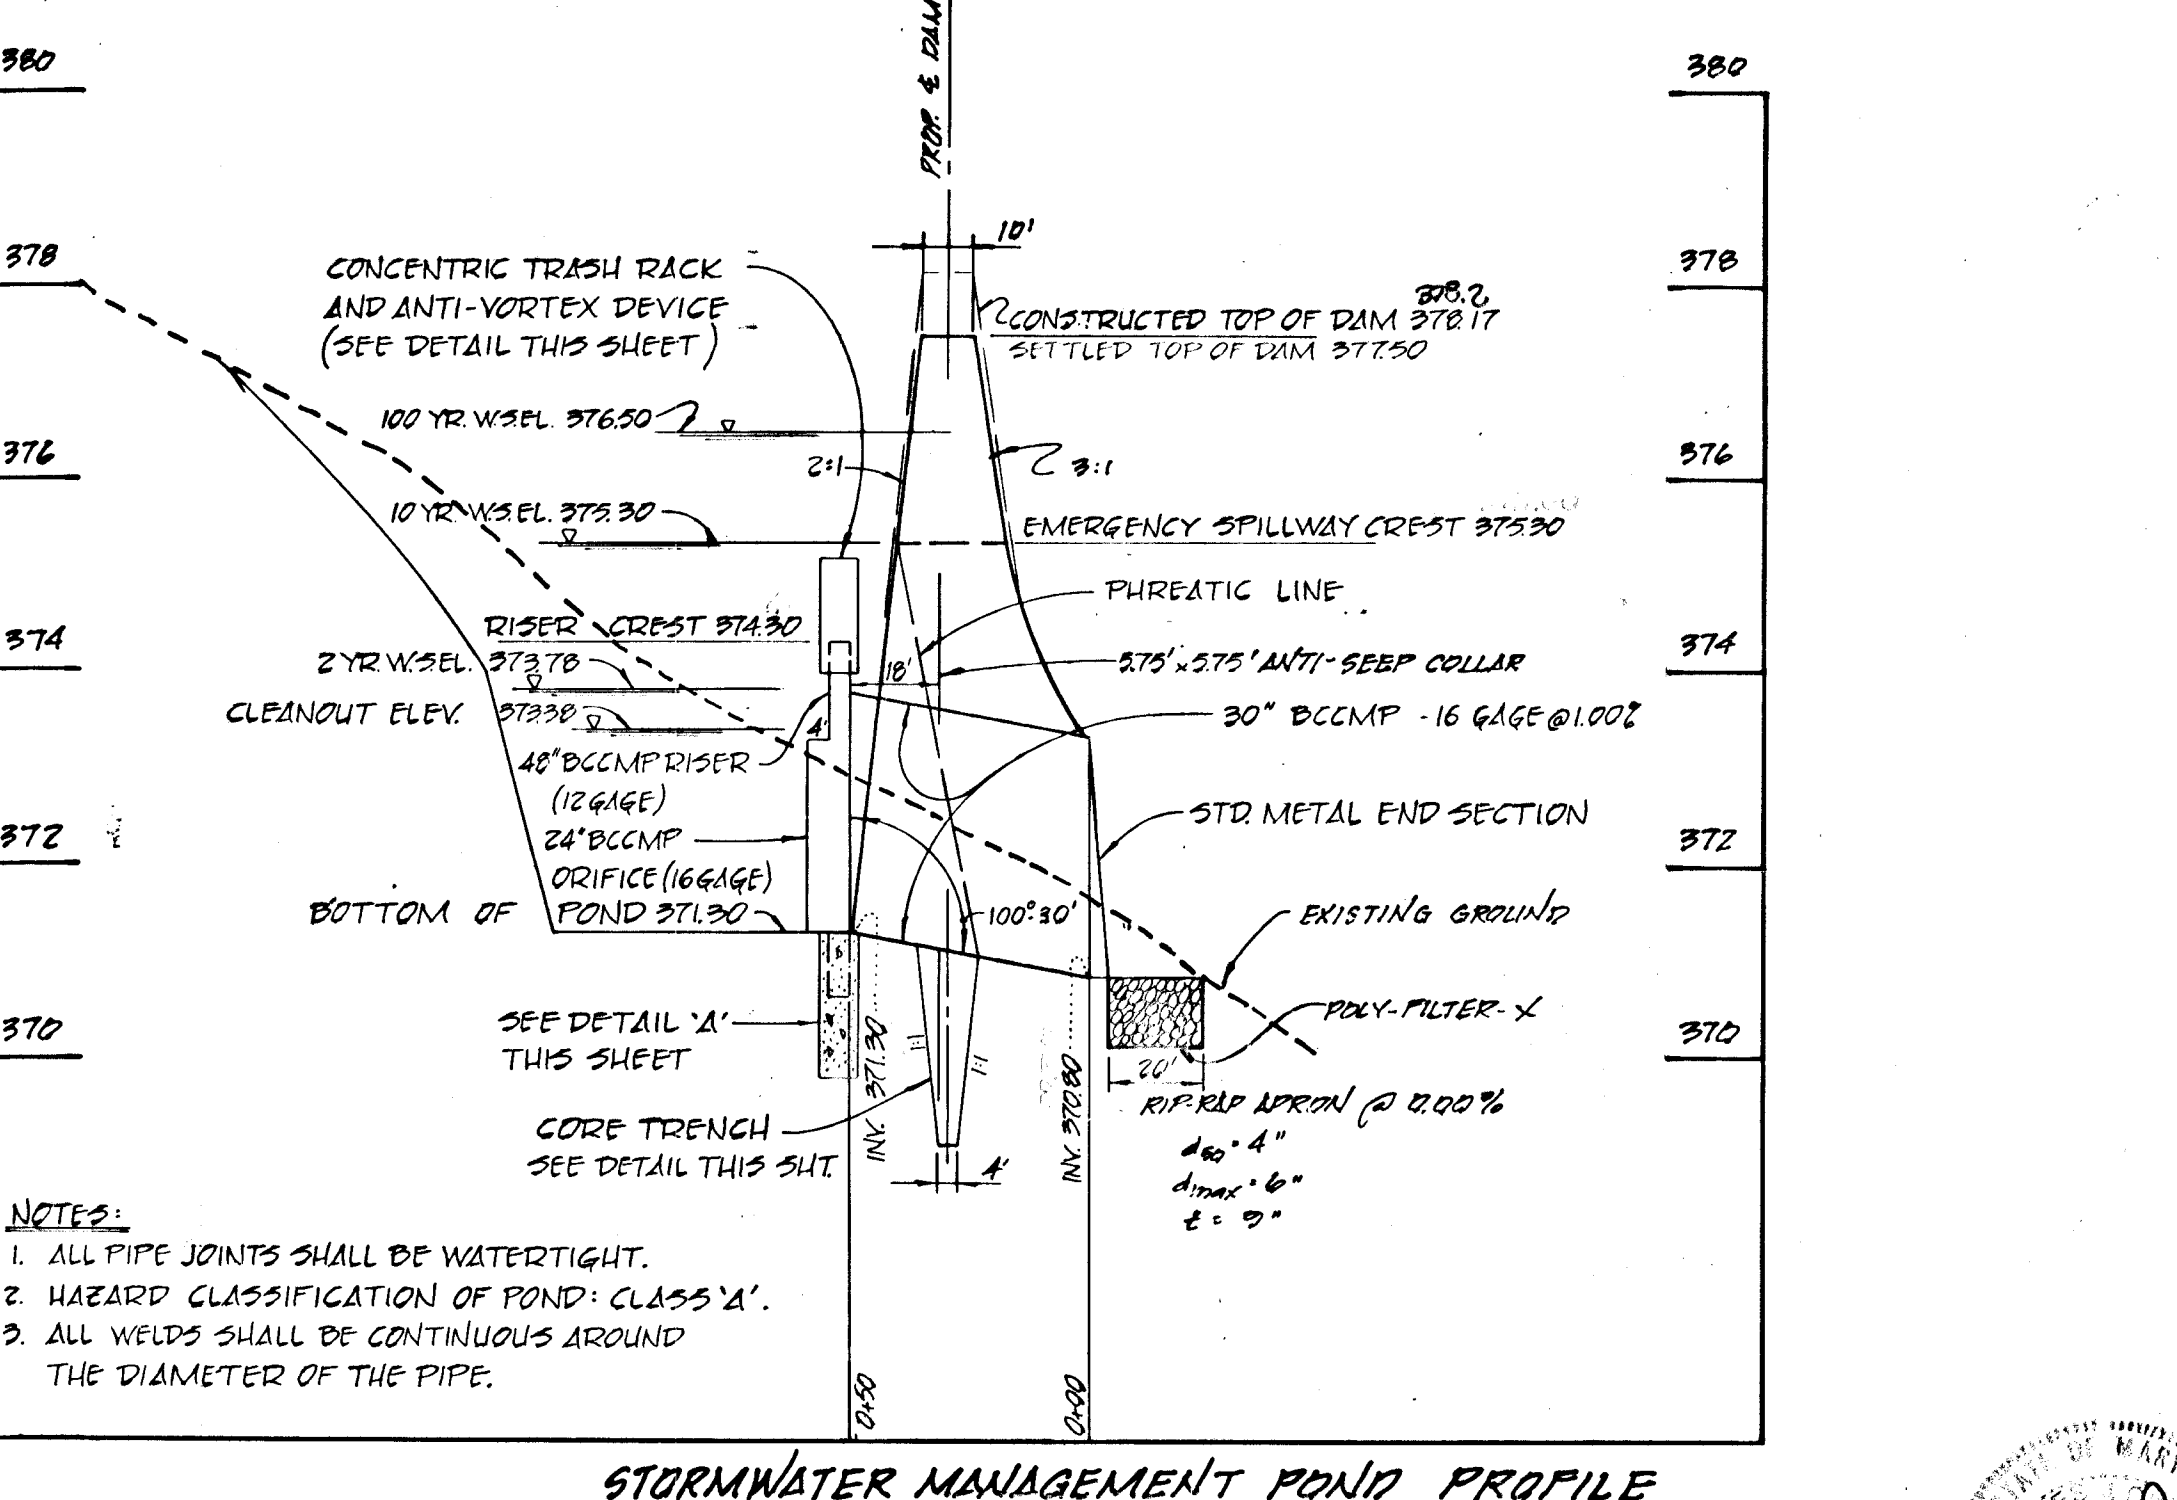 PROP. ₵ DAM
380
378
376
374
372
370
380
378
376
374
372
370
10'
CONCENTRIC TRASH RACK
AND ANTI-VORTEX DEVICE
(SEE DETAIL THIS SHEET)
378.2
CONSTRUCTED TOP OF DAM 378.17
SETTLED TOP OF DAM 377.50
100 YR. W.S.EL. 376.50
2:1
3:1
10 YR. W.S.EL. 375.30
EMERGENCY SPILLWAY CREST 375.30
PHREATIC LINE
RISER CREST 374.30
2 YR. W.S.EL. 373.78
18'
5.75' x 5.75' ANTI-SEEP COLLAR
CLEANOUT ELEV. 373.38
4'
30" BCCMP - 16 GAGE @ 1.00%
48" BCCMP RISER
(12 GAGE)
24" BCCMP
ORIFICE (16 GAGE)
STD. METAL END SECTION
BOTTOM OF POND 371.30
100°30'
EXISTING GROUND
POLY-FILTER-X
SEE DETAIL 'A'
THIS SHEET
INV. 371.30
1:1
1:1
INV. 370.80
20'
RIP-RAP APRON @ 0.00%
d50 = 4"
dmax = 6"
t = 9"
CORE TRENCH
SEE DETAIL THIS SHT.
4'
NOTES:
1. ALL PIPE JOINTS SHALL BE WATERTIGHT.
2. HAZARD CLASSIFICATION OF POND: CLASS 'A'.
3. ALL WELDS SHALL BE CONTINUOUS AROUND
THE DIAMETER OF THE PIPE.
0+50
0+00
STORMWATER MANAGEMENT POND PROFILE
OF